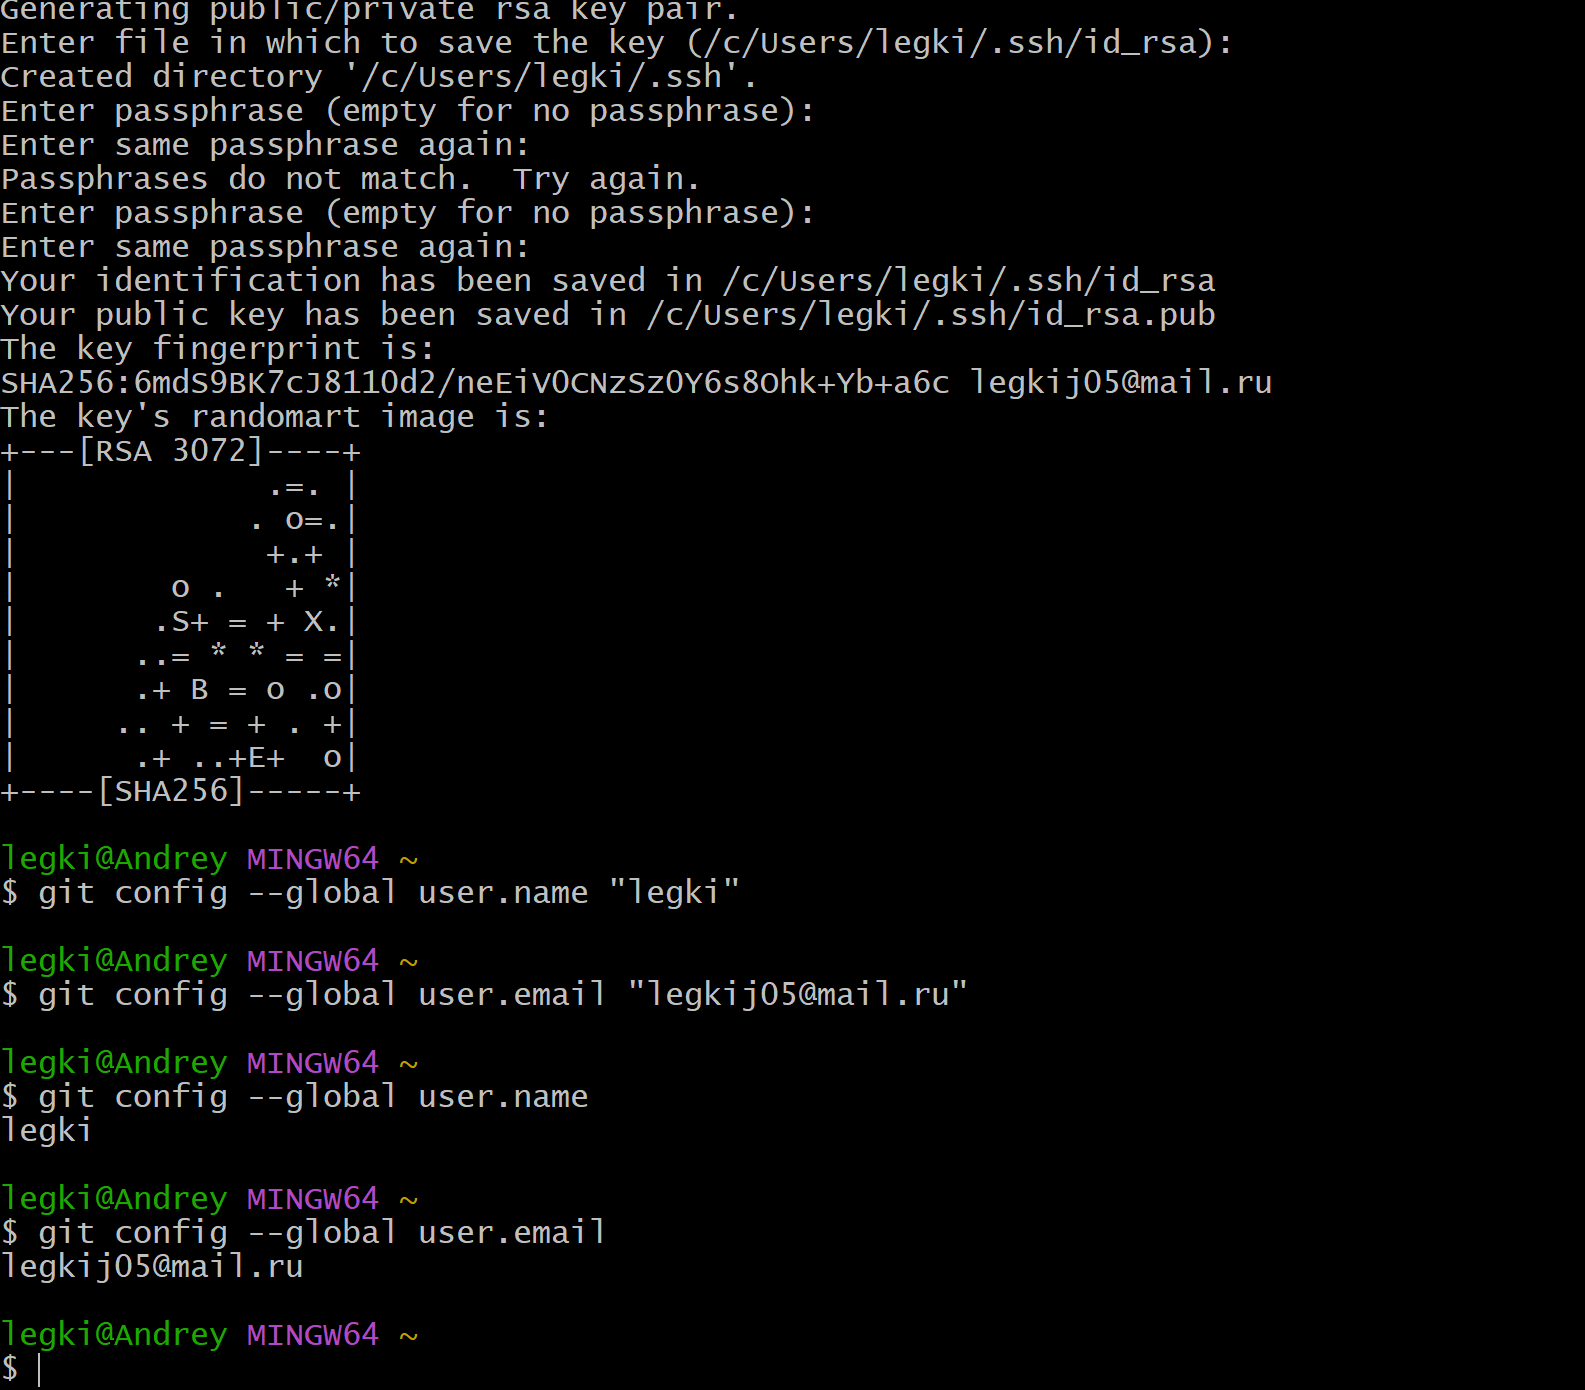 Generating public/private rsa key pair.
Enter file in which to save the key (/c/Users/legki/.ssh/id_rsa):
Created directory '/c/Users/legki/.ssh'.
Enter passphrase (empty for no passphrase):
Enter same passphrase again:
Passphrases do not match.  Try again.
Enter passphrase (empty for no passphrase):
Enter same passphrase again:
Your identification has been saved in /c/Users/legki/.ssh/id_rsa
Your public key has been saved in /c/Users/legki/.ssh/id_rsa.pub
The key fingerprint is:
SHA256:6mdS9BK7cJ811Od2/neEiV0CNzSz0Y6s8Ohk+Yb+a6c legkij05@mail.ru
The key's randomart image is:
+---[RSA 3072]----+
|              .=. |
|             . o=.|
|              +.+ |
|         o .   + *|
|        .S+ = + X.|
|       ..= * * = =|
|       .+ B = o .o|
|      .. + = + . +|
|       .+ ..+E+  o|
+----[SHA256]-----+
legki@Andrey MINGW64 ~
$ git config --global user.name "legki"
legki@Andrey MINGW64 ~
$ git config --global user.email "legkij05@mail.ru"
legki@Andrey MINGW64 ~
$ git config --global user.name
legki
legki@Andrey MINGW64 ~
$ git config --global user.email
legkij05@mail.ru
legki@Andrey MINGW64 ~
$